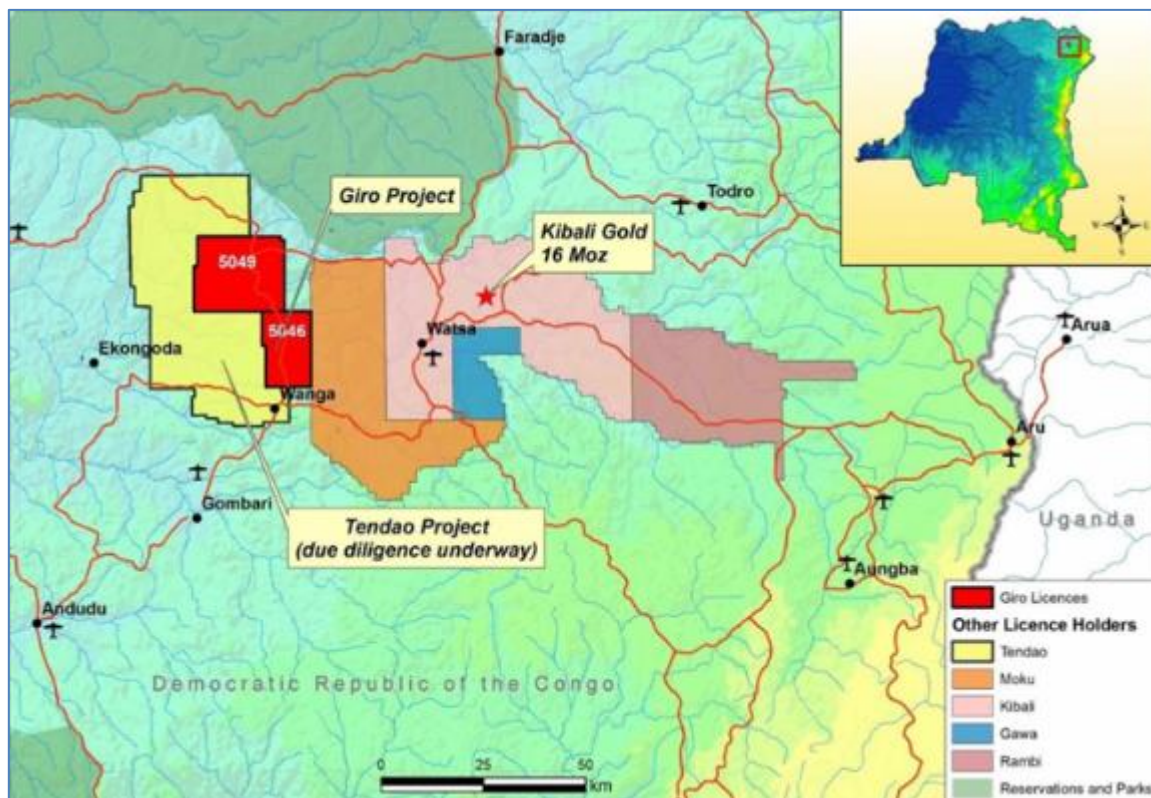 Faradje
Todro
Giro Project
Kibali Gold
16 Moz
5049
5046
Watsa
Arua
Ekongoda
Wanga
Aru
Gombari
Tendao Project
(due diligence underway)
Uganda
Aungba
Andudu
Democratic Republic of the Congo
0 25 50
km
N
W E
S
Giro Licences
Other Licence Holders
Tendao
Moku
Kibali
Gawa
Rambi
Reservations and Parks